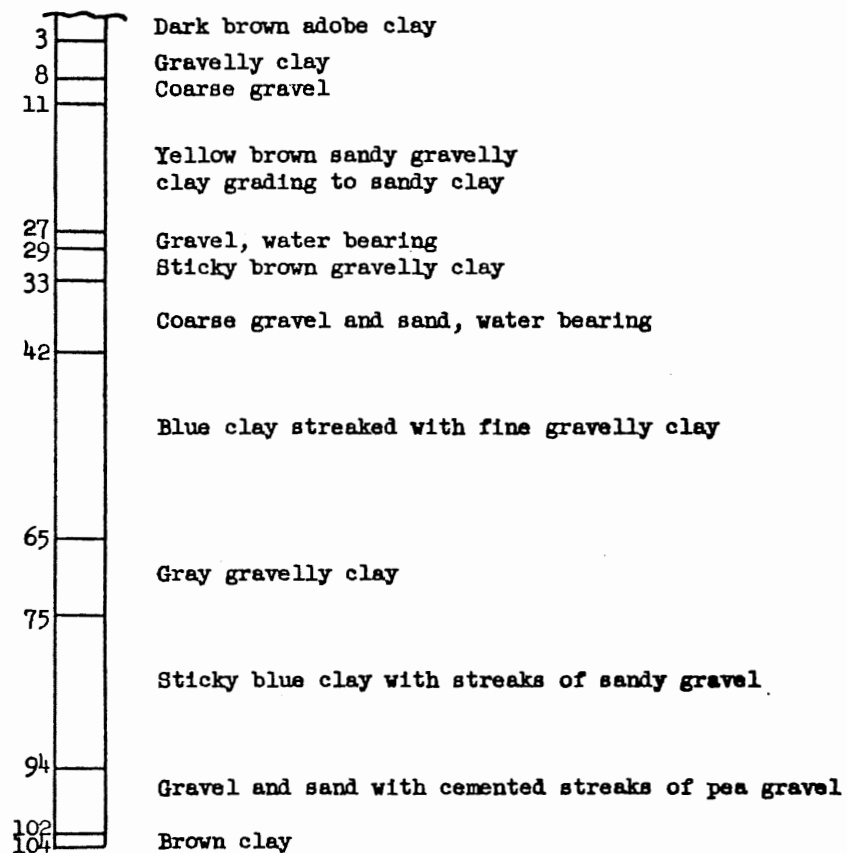 Dark brown adobe clay
3
Gravelly clay
8
Coarse gravel
11
Yellow brown sandy gravelly
clay grading to sandy clay
27
Gravel, water bearing
29
Sticky brown gravelly clay
33
Coarse gravel and sand, water bearing
42
Blue clay streaked with fine gravelly clay
65
Gray gravelly clay
75
Sticky blue clay with streaks of sandy gravel
94
Gravel and sand with cemented streaks of pea gravel
102
Brown clay
104